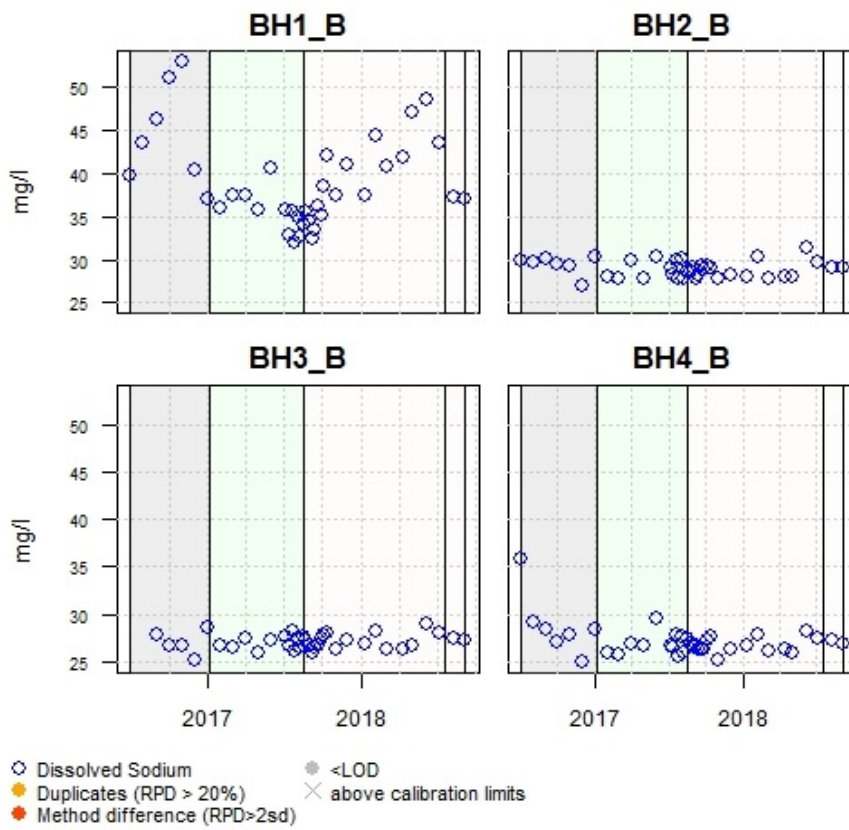 BH1_B BH2_B
50
45
40
35
30
25
mg/l
BH3_B BH4_B
50
45
40
35
30
25
mg/l
2017 2018 2017 2018
Dissolved Sodium <LOD
Duplicates (RPD > 20%) above calibration limits
Method difference (RPD>2sd)